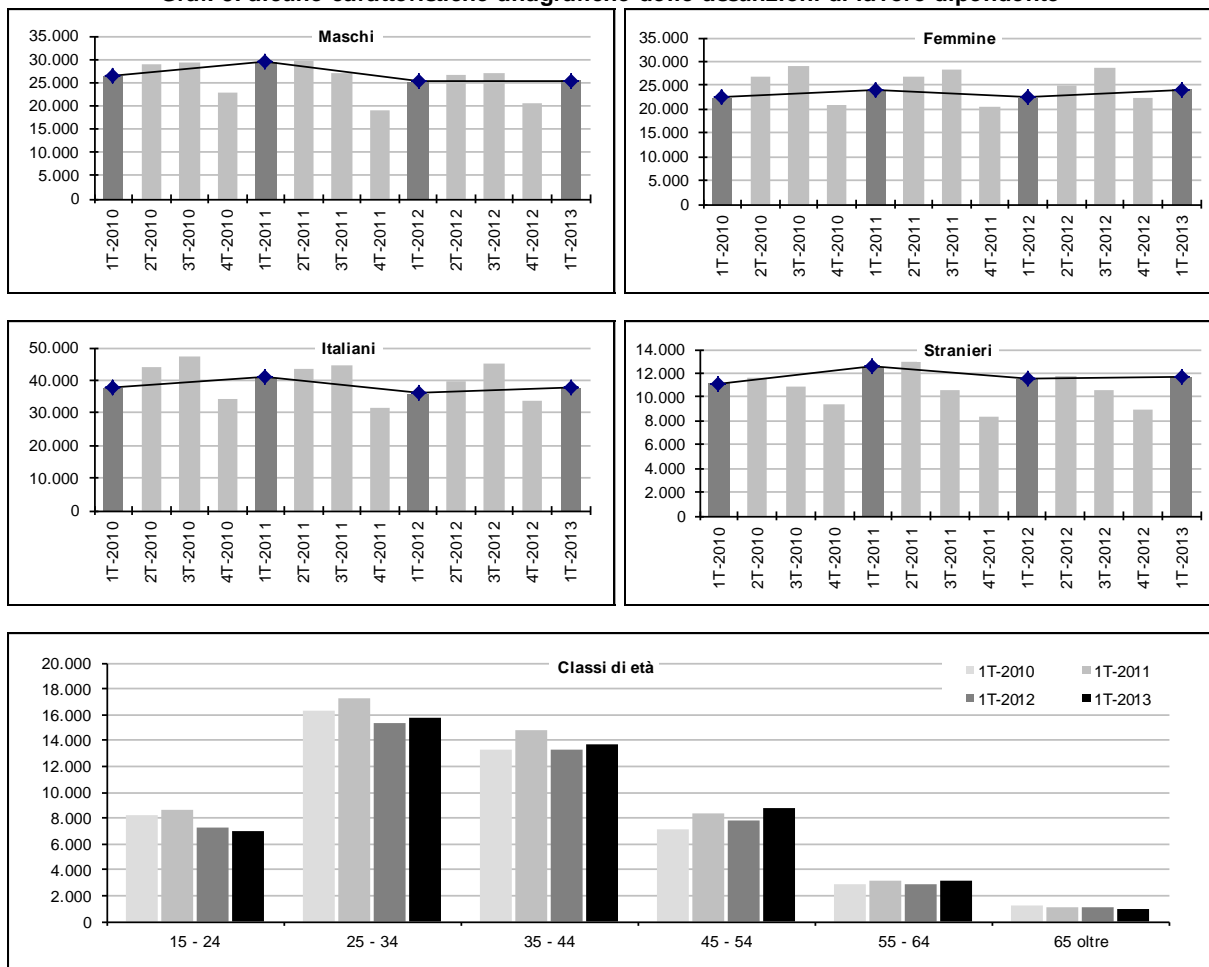 Maschi
35.000
30.000
25.000
20.000
15.000
10.000
5.000
0
1T-2010
2T-2010
3T-2010
4T-2010
1T-2011
2T-2011
3T-2011
4T-2011
1T-2012
2T-2012
3T-2012
4T-2012
1T-2013
Femmine
35.000
30.000
25.000
20.000
15.000
10.000
5.000
0
1T-2010
2T-2010
3T-2010
4T-2010
1T-2011
2T-2011
3T-2011
4T-2011
1T-2012
2T-2012
3T-2012
4T-2012
1T-2013
Italiani
50.000
40.000
30.000
20.000
10.000
0
1T-2010
2T-2010
3T-2010
4T-2010
1T-2011
2T-2011
3T-2011
4T-2011
1T-2012
2T-2012
3T-2012
4T-2012
1T-2013
Stranieri
14.000
12.000
10.000
8.000
6.000
4.000
2.000
0
1T-2010
2T-2010
3T-2010
4T-2010
1T-2011
2T-2011
3T-2011
4T-2011
1T-2012
2T-2012
3T-2012
4T-2012
1T-2013
Classi di età
1T-2010 1T-2011
1T-2012 1T-2013
20.000
18.000
16.000
14.000
12.000
10.000
8.000
6.000
4.000
2.000
0
15 - 24 25 - 34 35 - 44 45 - 54 55 - 64 65 oltre